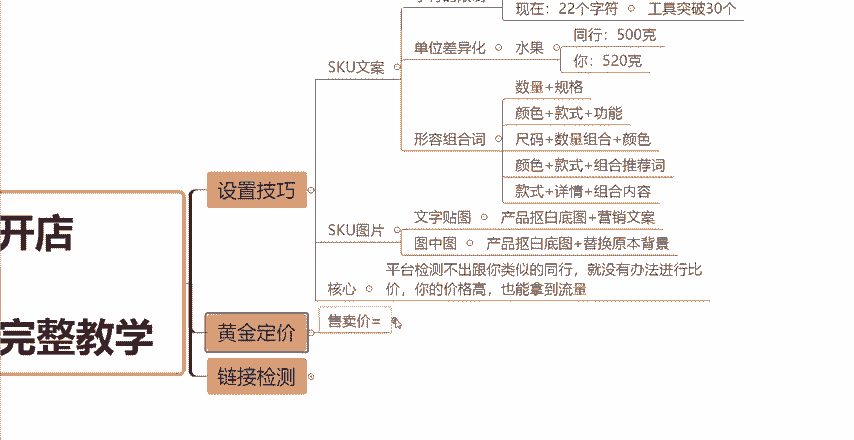 现在：22个字符
工具突破30个
单位差异化
水果
同行：500克
你：520克
SKU文案
数量+规格
颜色+款式+功能
形容组合词
尺码+数量组合+颜色
颜色+款式+组合推荐词
款式+详情+组合内容
设置技巧
SKU图片
文字贴图
产品抠白底图+营销文案
图中图
产品抠白底图+替换原本背景
核心
平台检测不出跟你类似的同行，就没有办法进行比
价，你的价格高，也能拿到流量
开店
完整教学
黄金定价
售卖价=
链接检测